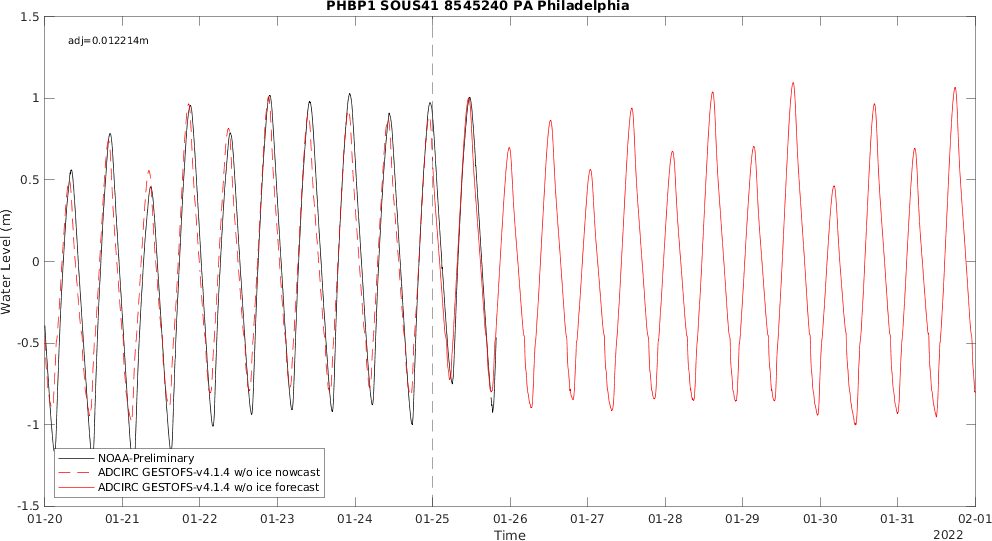 PHBP1 SOUS41 8545240 PA Philadelphia
adj=0.012214m
1.5
1
0.5
0
-0.5
-1
-1.5
Water Level (m)
NOAA-Preliminary
ADCIRC GESTOFS-v4.1.4 w/o ice nowcast
ADCIRC GESTOFS-v4.1.4 w/o ice forecast
01-20 01-21 01-22 01-23 01-24 01-25 01-26 01-27 01-28 01-29 01-30 01-31 02-01
Time
2022